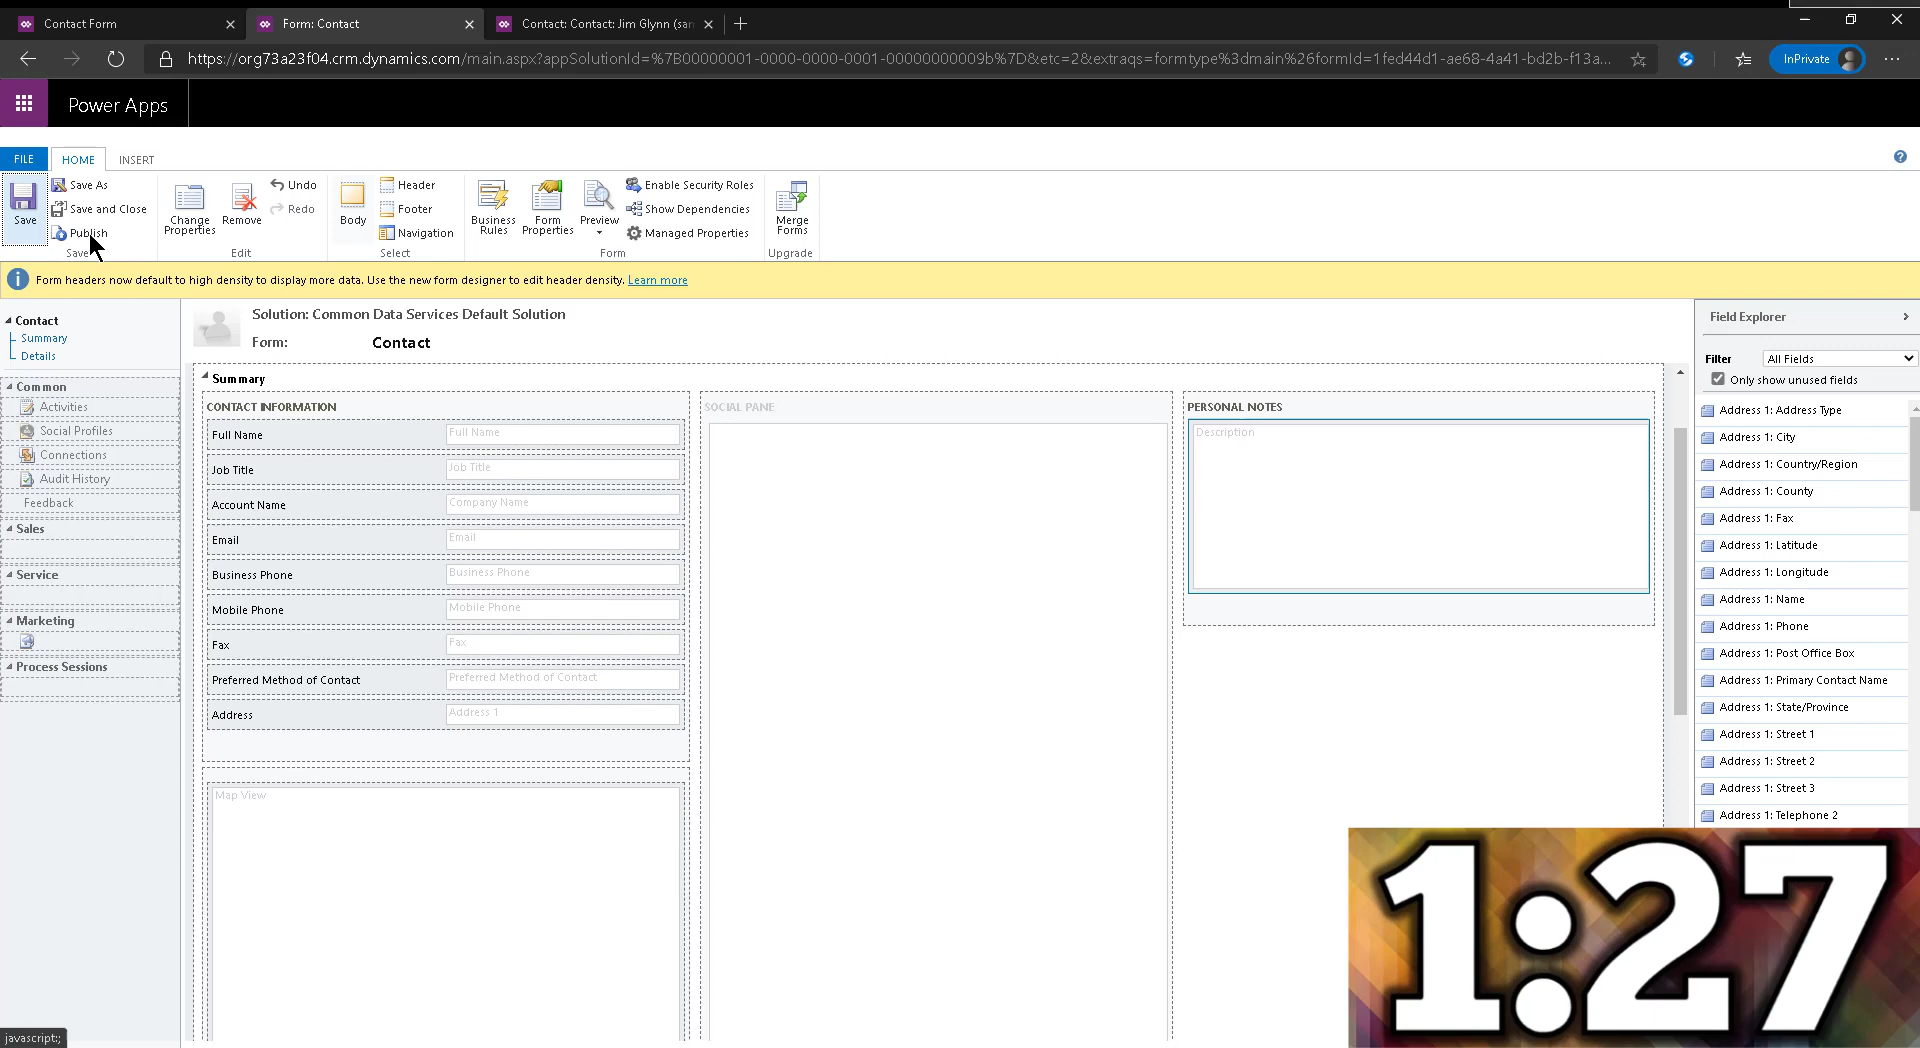 Contact Form
Form: Contact
Contact: Contact: Jim Glynn (san
https://org73a23f04.crm.dynamics.com/main.aspx?appSolutionId=%7B00000001-0000-0000-0001-00000000009b%7D&etc=2&extraqs=formtype%3dmain%26formId=1fed44d1-ae68-4a41-bd2b-f13a...
InPrivate
Power Apps
FILE
HOME
INSERT
Save
Save As
Save and Close
Publish
Save
Change Properties
Remove
Undo
Redo
Edit
Body
Header
Footer
Navigation
Select
Business Rules
Form Properties
Preview
Enable Security Roles
Show Dependencies
Managed Properties
Form
Merge Forms
Upgrade
Form headers now default to high density to display more data. Use the new form designer to edit header density. Learn more
Contact
Summary
Details
Common
Activities
Social Profiles
Connections
Audit History
Feedback
Sales
Service
Marketing
Process Sessions
Solution: Common Data Services Default Solution
Form: Contact
Summary
CONTACT INFORMATION
Full Name Full Name
Job Title Job Title
Account Name Company Name
Email Email
Business Phone Business Phone
Mobile Phone Mobile Phone
Fax Fax
Preferred Method of Contact Preferred Method of Contact
Address Address 1
Map View
SOCIAL PANE
PERSONAL NOTES
Description
Field Explorer
Filter All Fields
Only show unused fields
Address 1: Address Type
Address 1: City
Address 1: Country/Region
Address 1: County
Address 1: Fax
Address 1: Latitude
Address 1: Longitude
Address 1: Name
Address 1: Phone
Address 1: Post Office Box
Address 1: Primary Contact Name
Address 1: State/Province
Address 1: Street 1
Address 1: Street 2
Address 1: Street 3
Address 1: Telephone 2
1:27
javascript:;